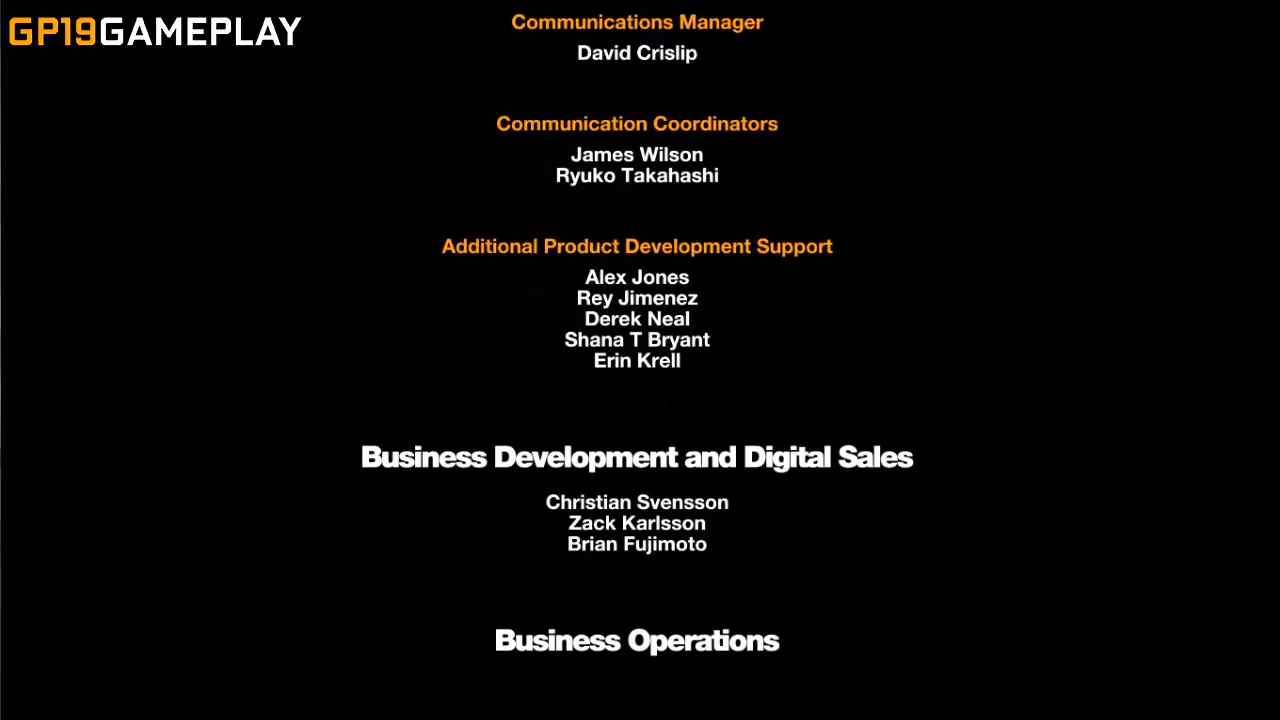 GP19GAMEPLAY
Communications Manager
David Crislip
Communication Coordinators
James Wilson
Ryuko Takahashi
Additional Product Development Support
Alex Jones
Rey Jimenez
Derek Neal
Shana T Bryant
Erin Krell
Business Development and Digital Sales
Christian Svensson
Zack Karlsson
Brian Fujimoto
Business Operations